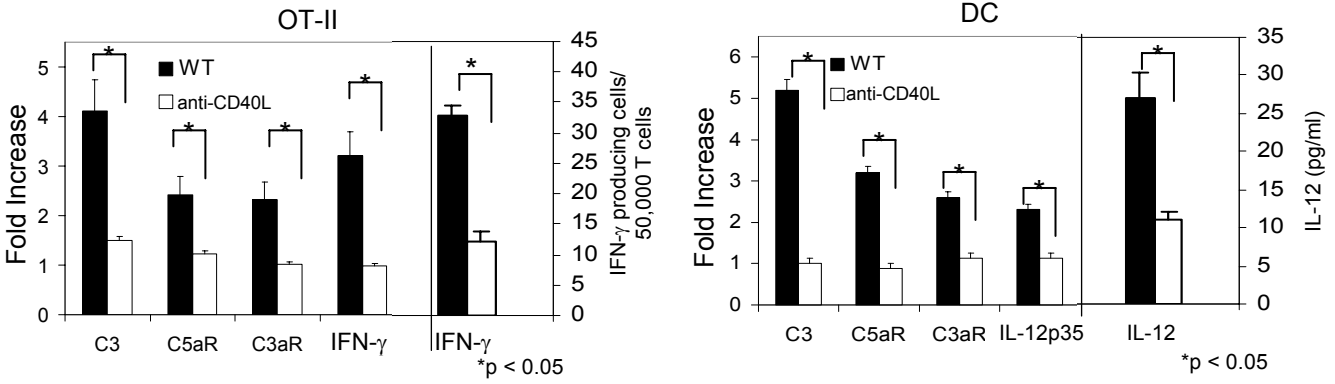 OT-II
Fold Increase
5
4
3
2
1
0
WT
anti-CD40L
*
*
*
*
*
C3
C5aR
C3aR
IFN-γ
IFN-γ
45
40
35
30
25
20
15
10
5
0
IFN-γ producing cells/
50,000 T cells
*p < 0.05
DC
Fold Increase
6
5
4
3
2
1
0
WT
anti-CD40L
*
*
*
*
*
C3
C5aR
C3aR
IL-12p35
IL-12
35
30
25
20
15
10
5
0
IL-12 (pg/ml)
*p < 0.05